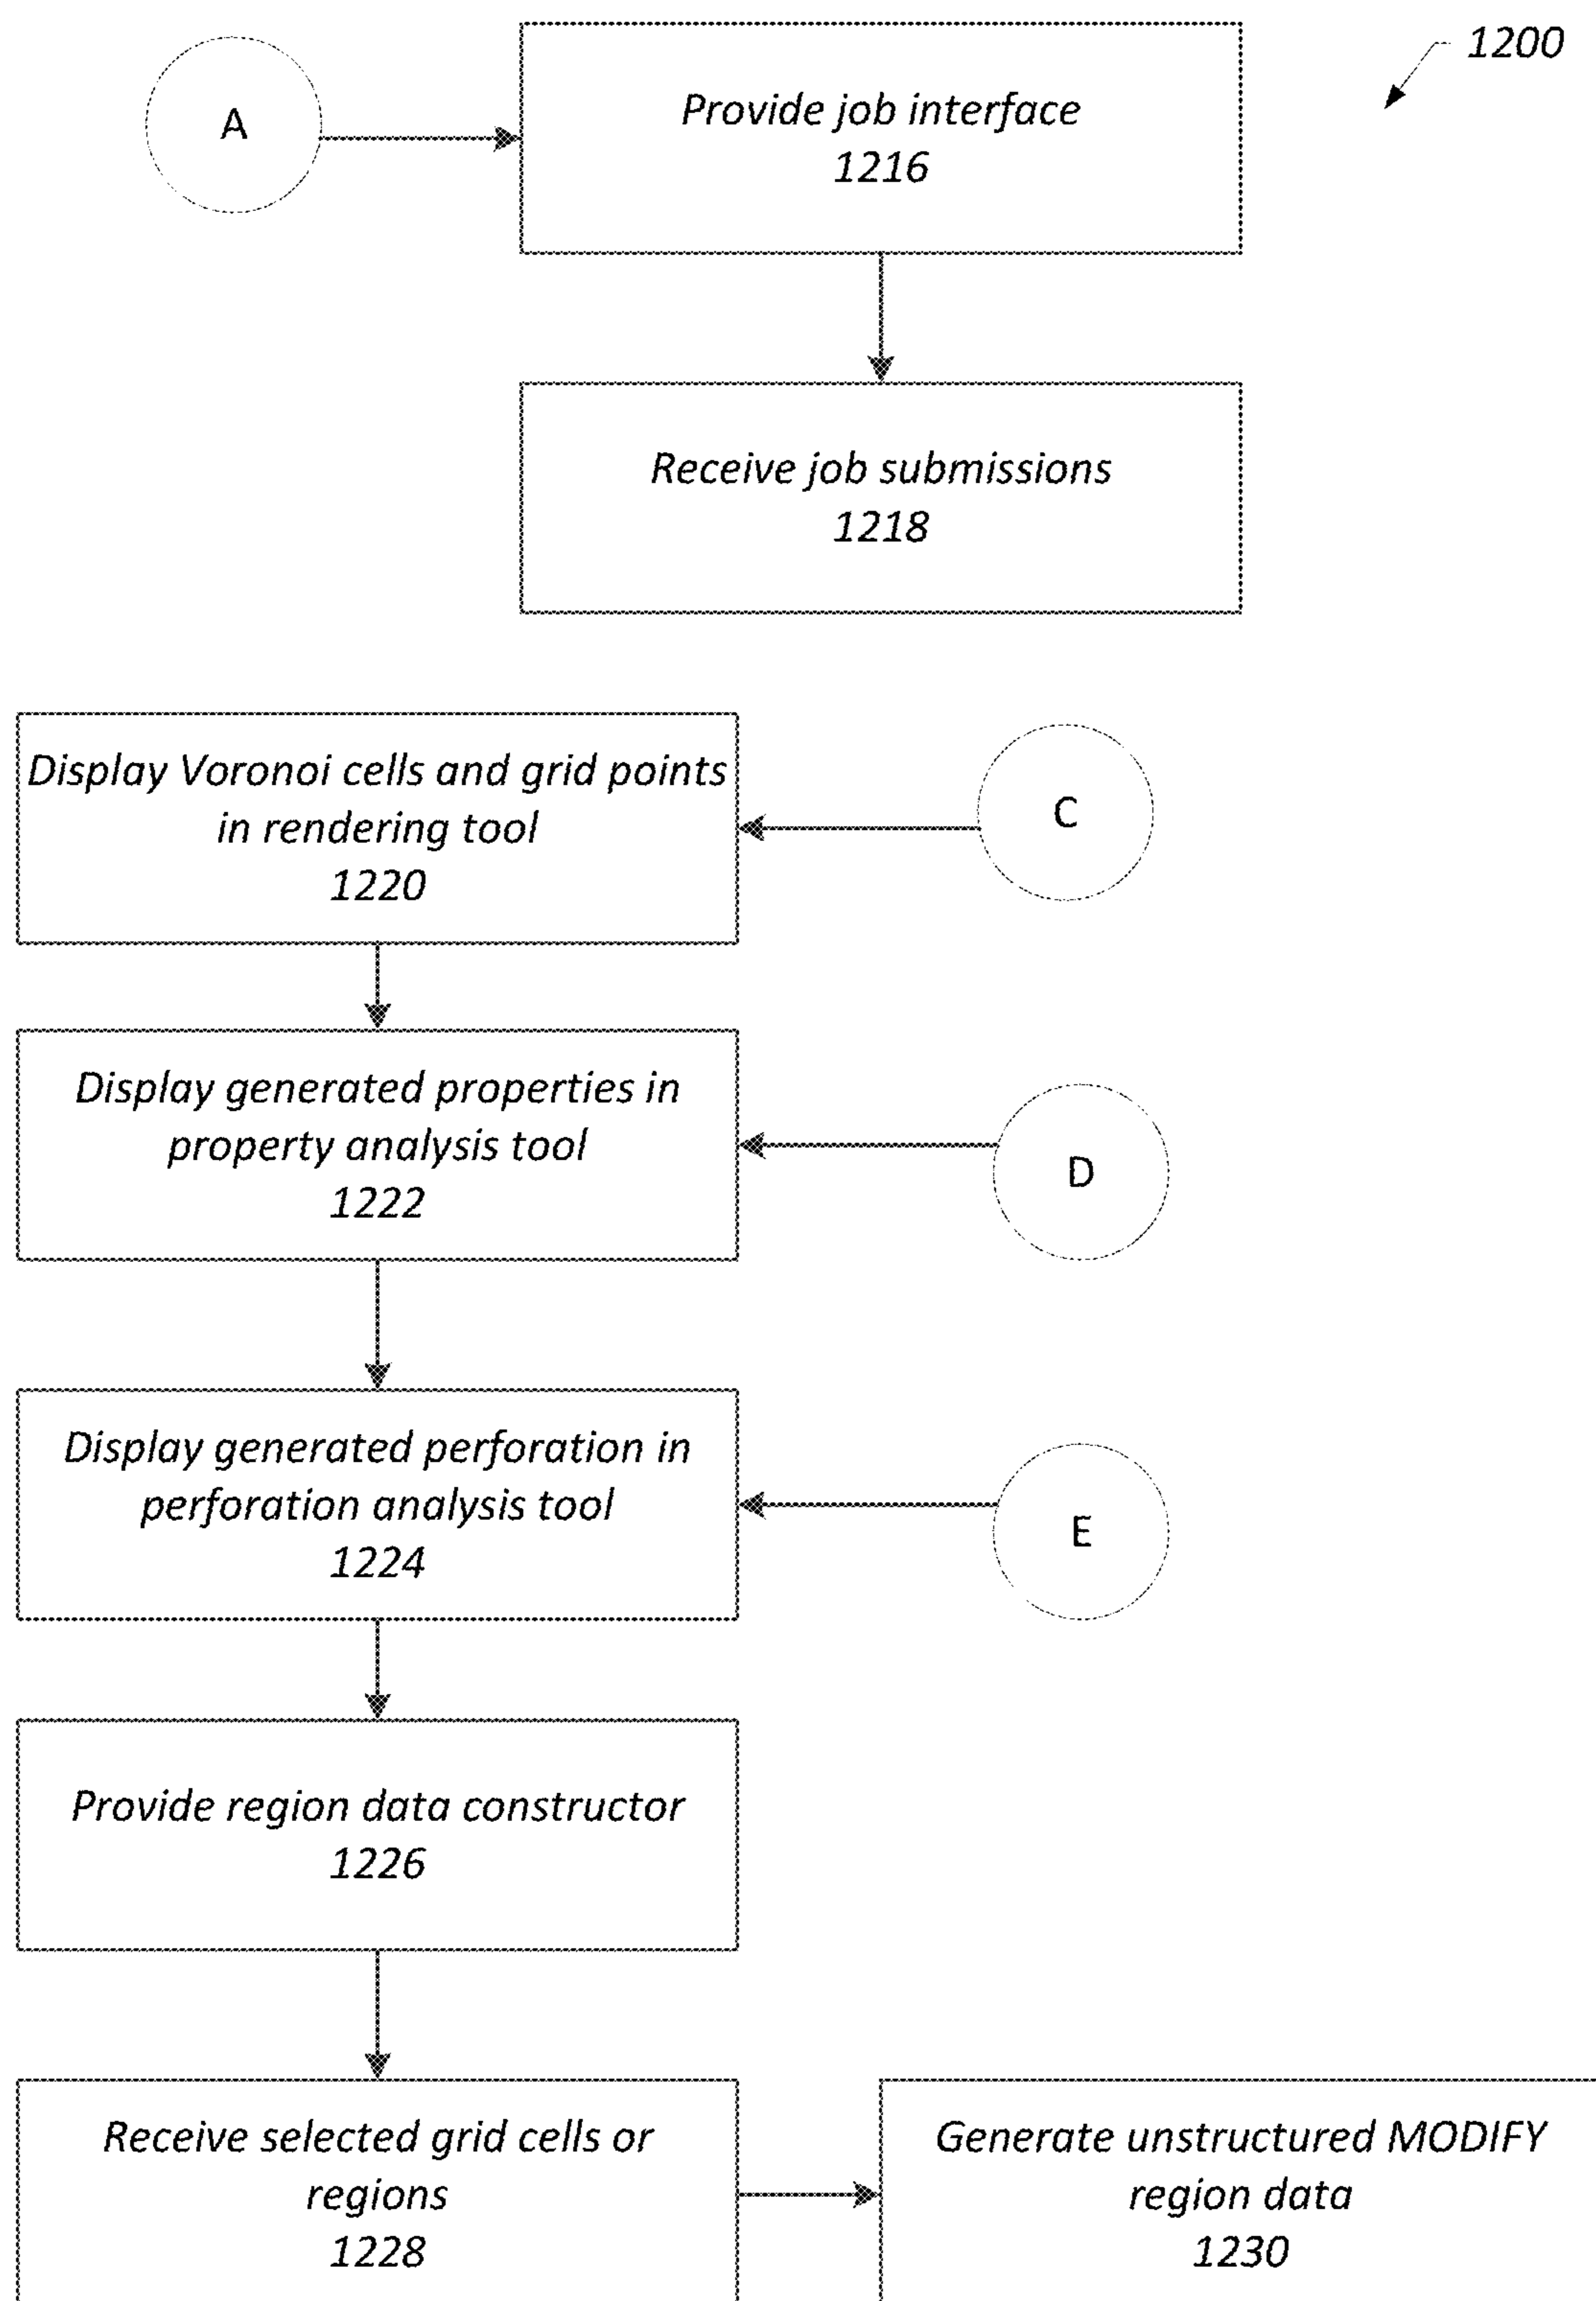 1200
A
Provide job interface
1216
Receive job submissions
1218
Display Voronoi cells and grid points
in rendering tool
1220
C
Display generated properties in
property analysis tool
1222
D
Display generated perforation in
perforation analysis tool
1224
E
Provide region data constructor
1226
Receive selected grid cells or
regions
1228
Generate unstructured MODIFY
region data
1230